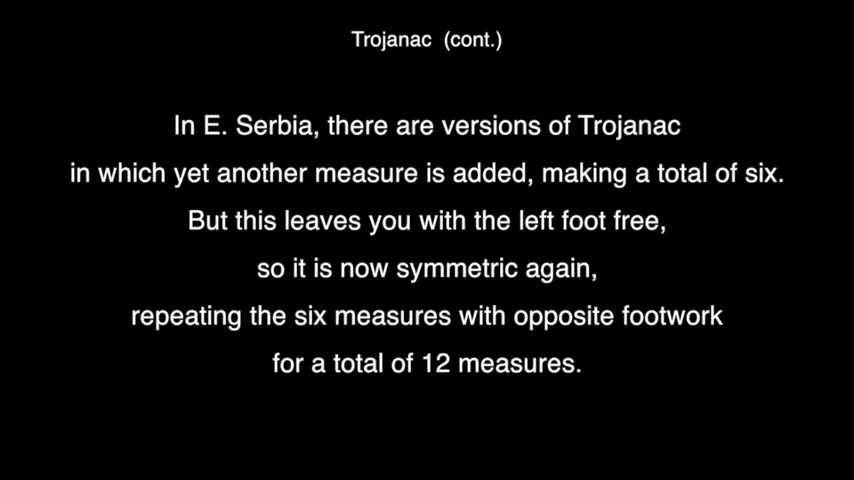 Trojanac (cont.)
In E. Serbia, there are versions of Trojanac
in which yet another measure is added, making a total of six.
But this leaves you with the left foot free,
so it is now symmetric again,
repeating the six measures with opposite footwork
for a total of 12 measures.